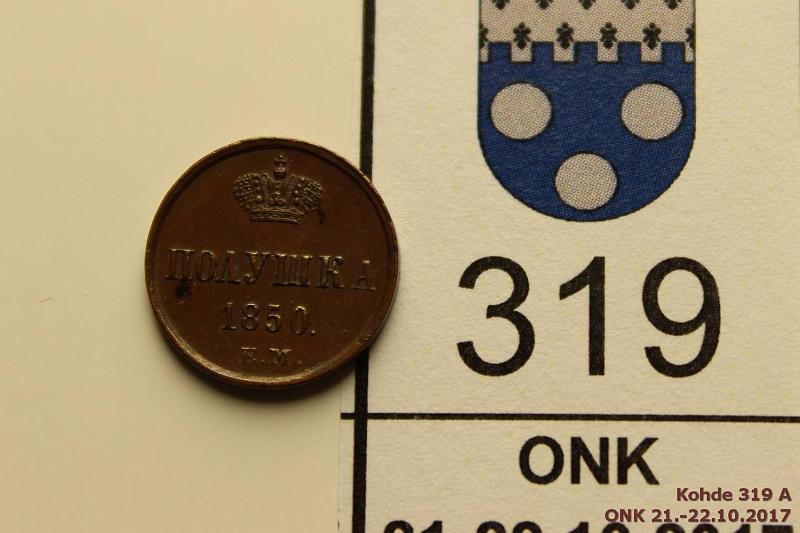 ПОЛУШКА
1850.
Е.М.
319
ONK
Kohde 319 A
ONK 21.-22.10.2017